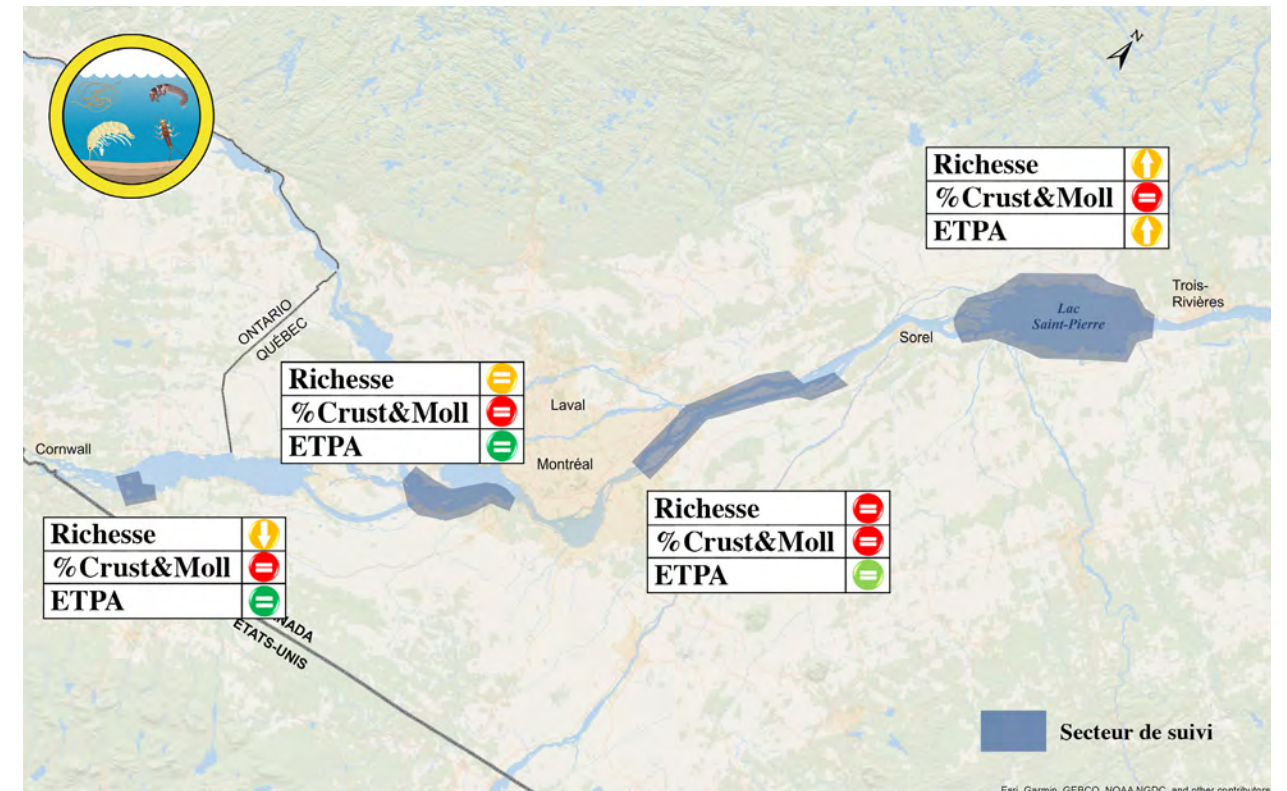 N
Richesse
%Crust&Moll
ETPA
Trois-
Rivières
Lac
Saint-Pierre
Sorel
ONTARIO
QUÉBEC
Richesse
%Crust&Moll
ETPA
Laval
Montréal
Cornwall
Richesse
%Crust&Moll
ETPA
Richesse
%Crust&Moll
ETPA
NADA
ÉTATS-UNIS
Secteur de suivi
Esri, Garmin, GEBCO, NOAA NGDC, and other contributors